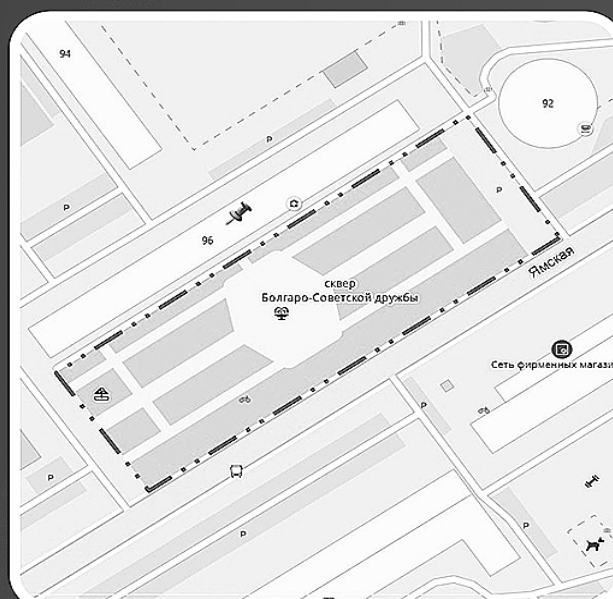 94
92
Р
Р
Р
96
сквер
Болгаро-Советской дружбы
Ямская
Сеть фирменных магази
Р
Р
Р
Р